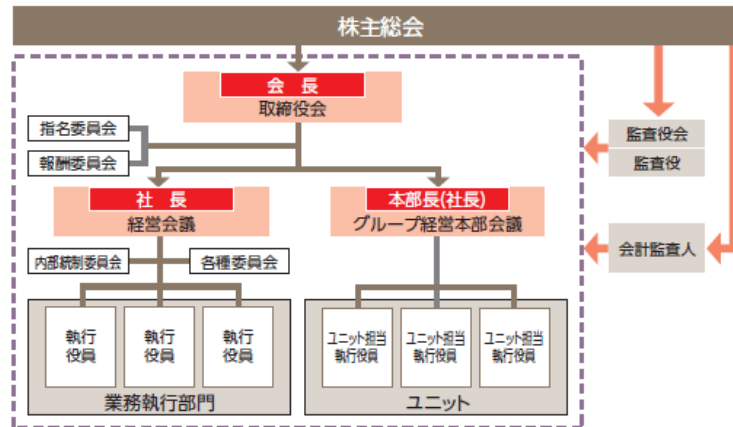 株主総会
会　長
取締役会
指名委員会
報酬委員会
監査役会
監査役
社　長
経営会議
本部長(社長)
グループ経営本部会議
内部統制委員会
各種委員会
会計監査人
執行
役員
執行
役員
執行
役員
業務執行部門
ユニット担当
執行役員
ユニット担当
執行役員
ユニット担当
執行役員
ユニット